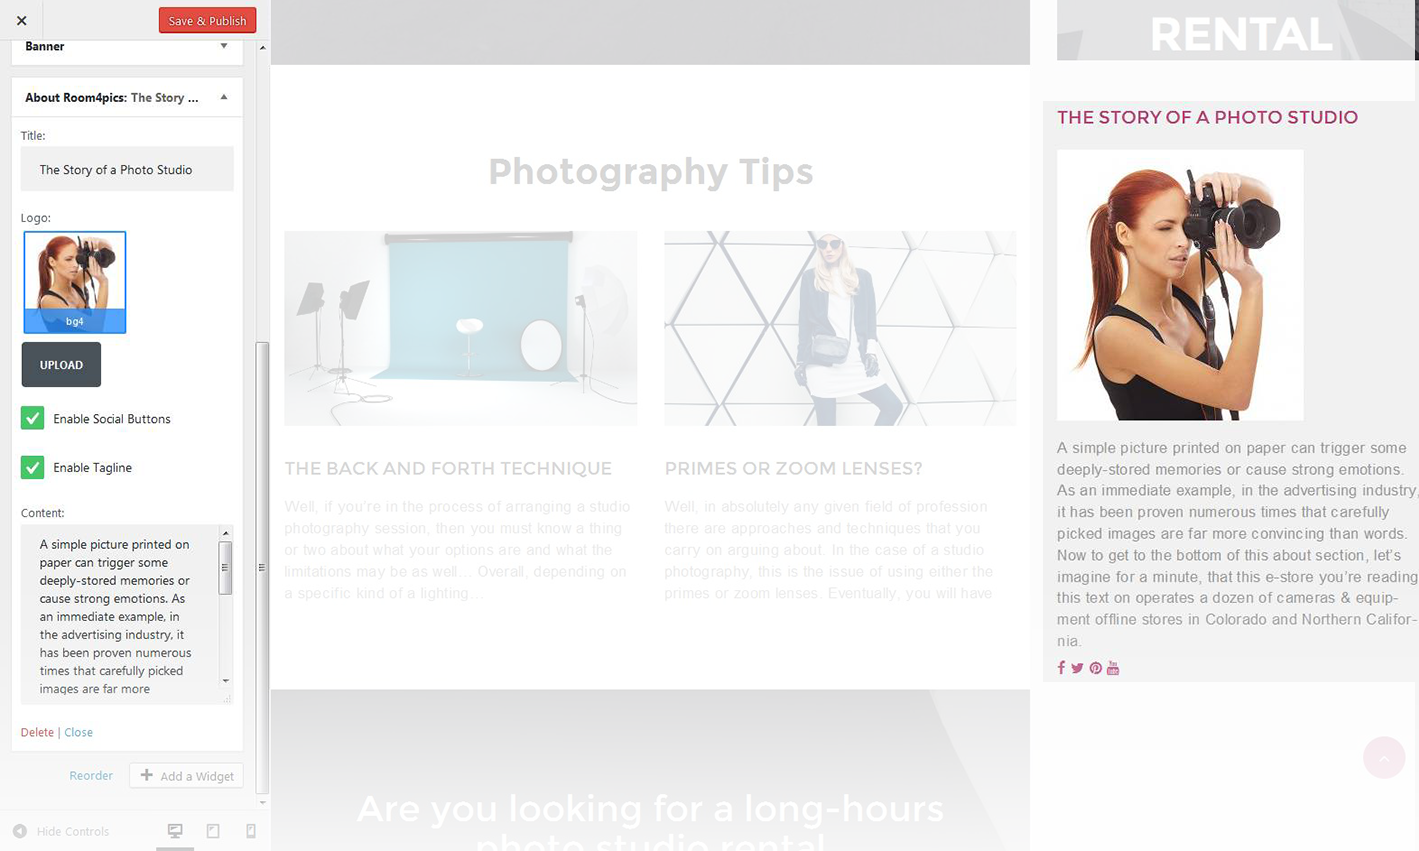 Save & Publish
Banner
About Room4pics: The Story ...
Title:
The Story of a Photo Studio
Logo:
bg4
UPLOAD
Enable Social Buttons
Enable Tagline
Content:
A simple picture printed on
paper can trigger some
deeply-stored memories or
cause strong emotions. As
an immediate example, in
the advertising industry, it
has been proven numerous
times that carefully picked
images are far more
Delete | Close
Reorder
Add a Widget
Hide Controls
Photography Tips
THE BACK AND FORTH TECHNIQUE
Well, if you're in the process of arranging a studio
photography session, then you must know a thing
or two about what your options are and what the
limitations may be as well… Overall, depending on
a specific kind of a lighting…
PRIMES OR ZOOM LENSES?
Well, in absolutely any given field of profession
there are approaches and techniques that you
carry on arguing about. In the case of a studio
photography, this is the issue of using either the
primes or zoom lenses. Eventually, you will have
Are you looking for a long-hours
photo studio rental
RENTAL
THE STORY OF A PHOTO STUDIO
A simple picture printed on paper can trigger some
deeply-stored memories or cause strong emotions.
As an immediate example, in the advertising industry,
it has been proven numerous times that carefully
picked images are far more convincing than words.
Now to get to the bottom of this about section, let's
imagine for a minute, that this e-store you're reading
this text on operates a dozen of cameras & equip-
ment offline stores in Colorado and Northern Califor-
nia.